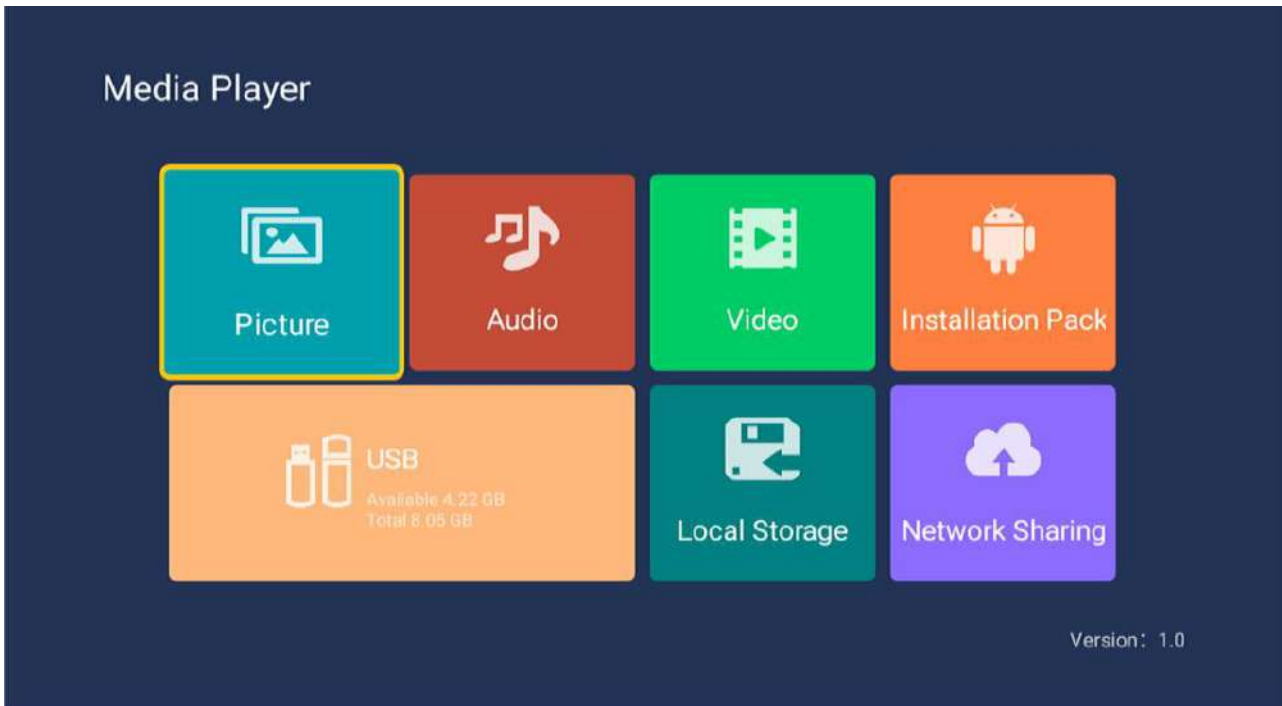 Media Player
Picture
Audio
Video
Installation Pack
USB
Available 4.22 GB
Total 8.05 GB
Local Storage
Network Sharing
Version: 1.0